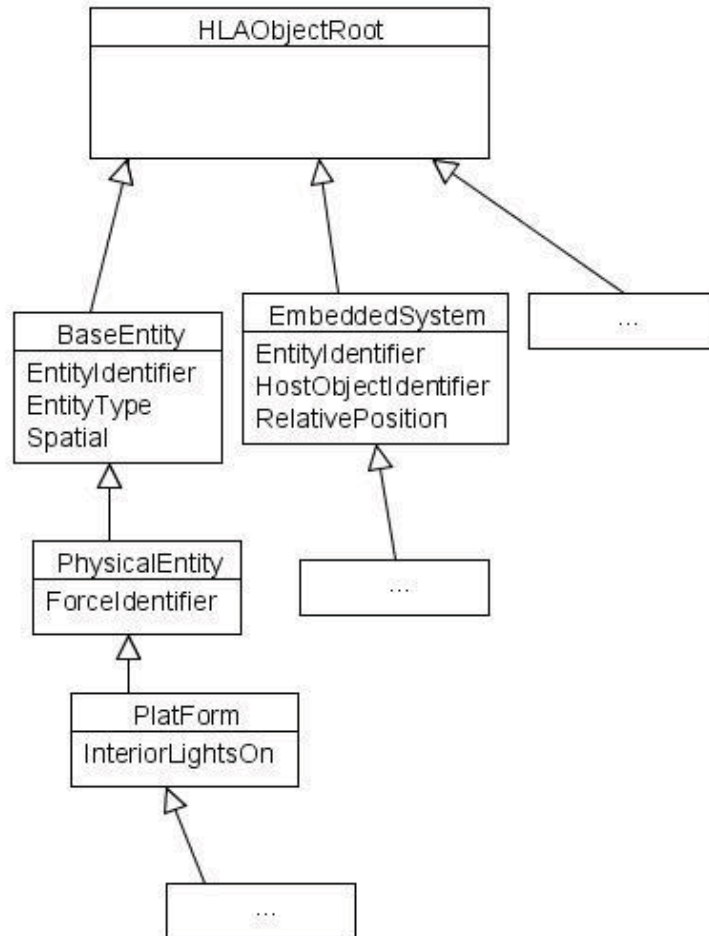 HLAObjectRoot
BaseEntity
EntityIdentifier
EntityType
Spatial
EmbeddedSystem
EntityIdentifier
HostObjectIdentifier
RelativePosition
...
PhysicalEntity
ForceIdentifier
...
PlatForm
InteriorLightsOn
...